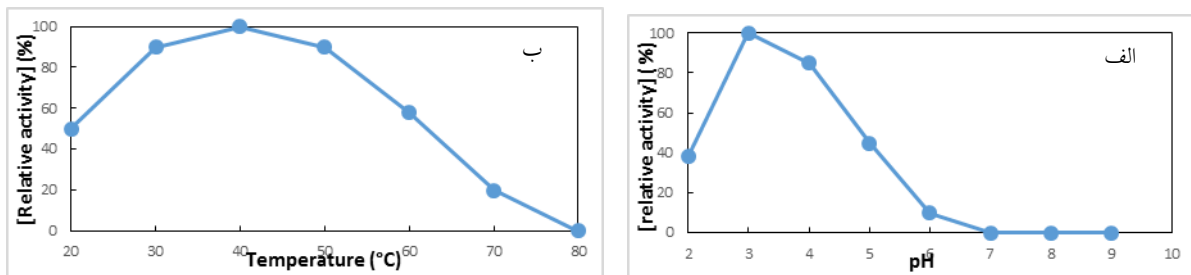 ب
[Relative activity] (%)
100
80
60
40
20
0
20 30 40 50 60 70 80
Temperature (°C)
الف
[relative activity] (%)
100
80
60
40
20
0
2 3 4 5 6 7 8 9 10
pH